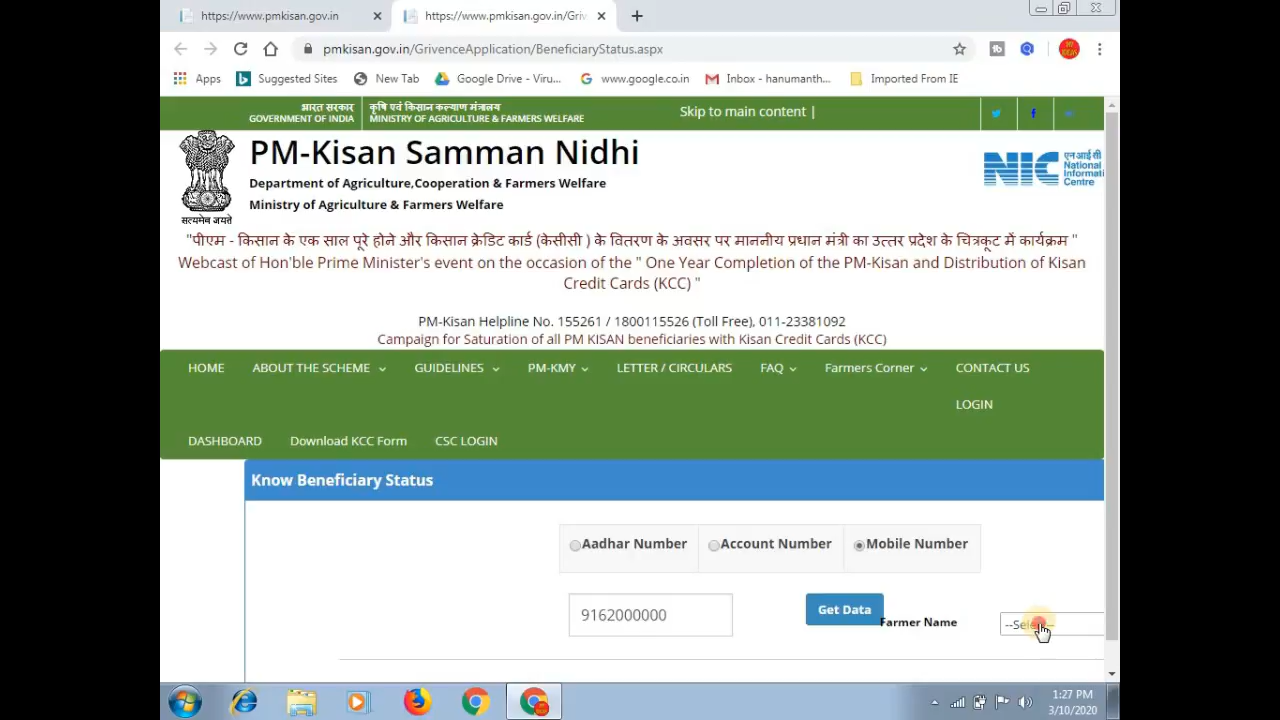 https://www.pmkisan.gov.in
https://www.pmkisan.gov.in/Griv
pmkisan.gov.in/GrivenceApplication/BeneficiaryStatus.aspx
Apps Suggested Sites New Tab Google Drive - Viru... www.google.co.in Inbox - hanumanth... Imported From IE
भारत सरकार
GOVERNMENT OF INDIA
कृषि एवं किसान कल्याण मंत्रालय
MINISTRY OF AGRICULTURE & FARMERS WELFARE
Skip to main content |
PM-Kisan Samman Nidhi
Department of Agriculture,Cooperation & Farmers Welfare
Ministry of Agriculture & Farmers Welfare
सत्यमेव जयते
NIC
एनआईसी
National
Informati
Centre
"पीएम - किसान के एक साल पूरे होने और किसान क्रेडिट कार्ड (केसीसी ) के वितरण के अवसर पर माननीय प्रधान मंत्री का उत्तर प्रदेश के चित्रकूट में कार्यक्रम "
Webcast of Hon'ble Prime Minister's event on the occasion of the " One Year Completion of the PM-Kisan and Distribution of Kisan
Credit Cards (KCC) "
PM-Kisan Helpline No. 155261 / 1800115526 (Toll Free), 011-23381092
Campaign for Saturation of all PM KISAN beneficiaries with Kisan Credit Cards (KCC)
HOME ABOUT THE SCHEME GUIDELINES PM-KMY LETTER / CIRCULARS FAQ Farmers Corner CONTACT US
LOGIN
DASHBOARD Download KCC Form CSC LOGIN
Know Beneficiary Status
Aadhar Number Account Number Mobile Number
9162000000 Get Data
Farmer Name
1:27 PM
3/10/2020